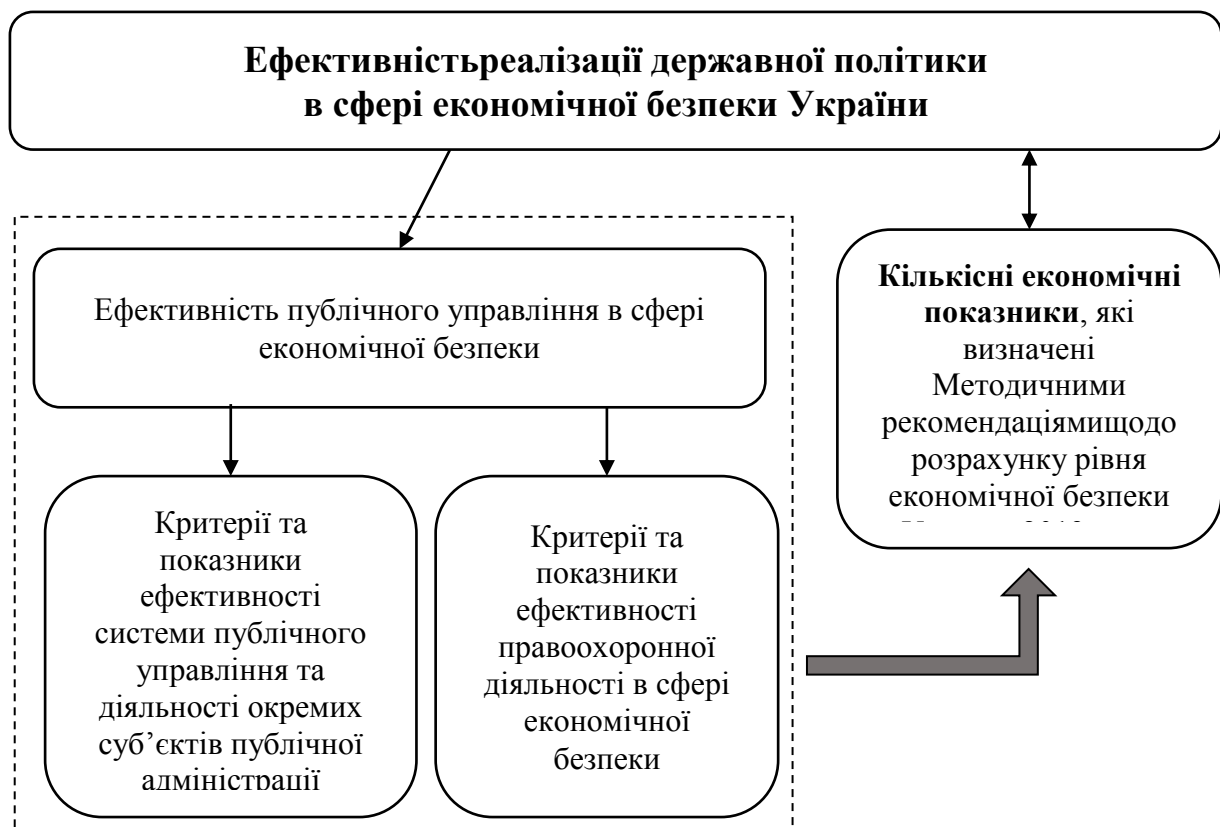 Ефективністьреалізації державної політики
в сфері економічної безпеки України
Ефективність публічного управління в сфері
економічної безпеки
Кількісні економічні
показники, які
визначені
Методичними
рекомендаціямищодо
розрахунку рівня
економічної безпеки
Критерії та
показники
ефективності
системи публічного
управління та
діяльності окремих
суб’єктів публічної
адміністрації
Критерії та
показники
ефективності
правоохоронної
діяльності в сфері
економічної
безпеки